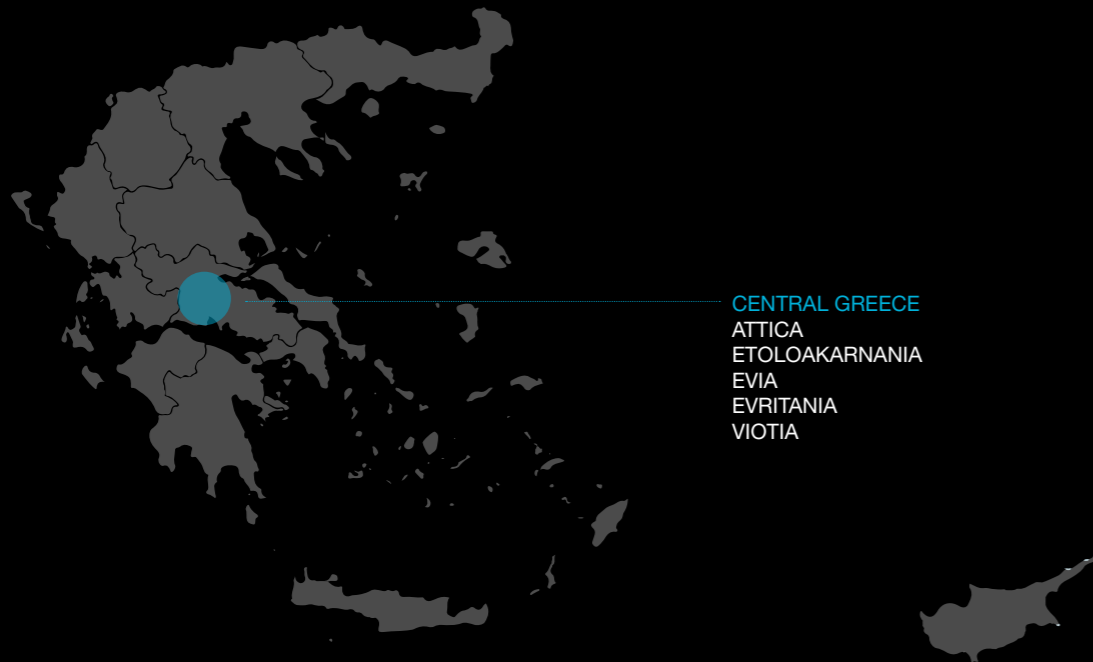 CENTRAL GREECE
ATTICA
ETOLOAKARNANIA
EVIA
EVRITANIA
VIOTIA